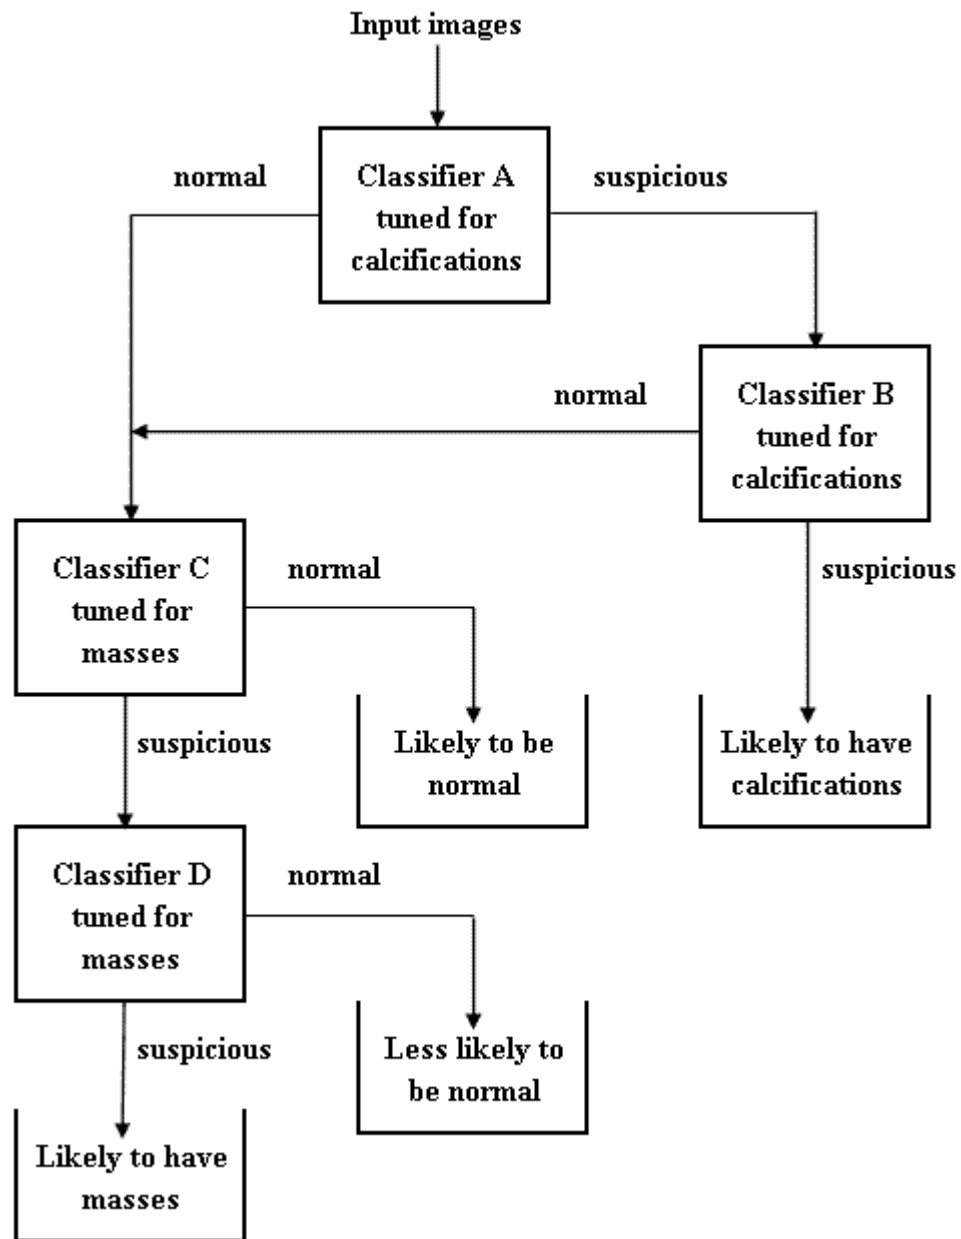 Input images
normal
Classifier A
tuned for
calcifications
suspicious
normal
Classifier B
tuned for
calcifications
Classifier C
tuned for
masses
normal
suspicious
suspicious
Likely to be
normal
Likely to have
calcifications
Classifier D
tuned for
masses
normal
suspicious
Less likely to
be normal
Likely to have
masses